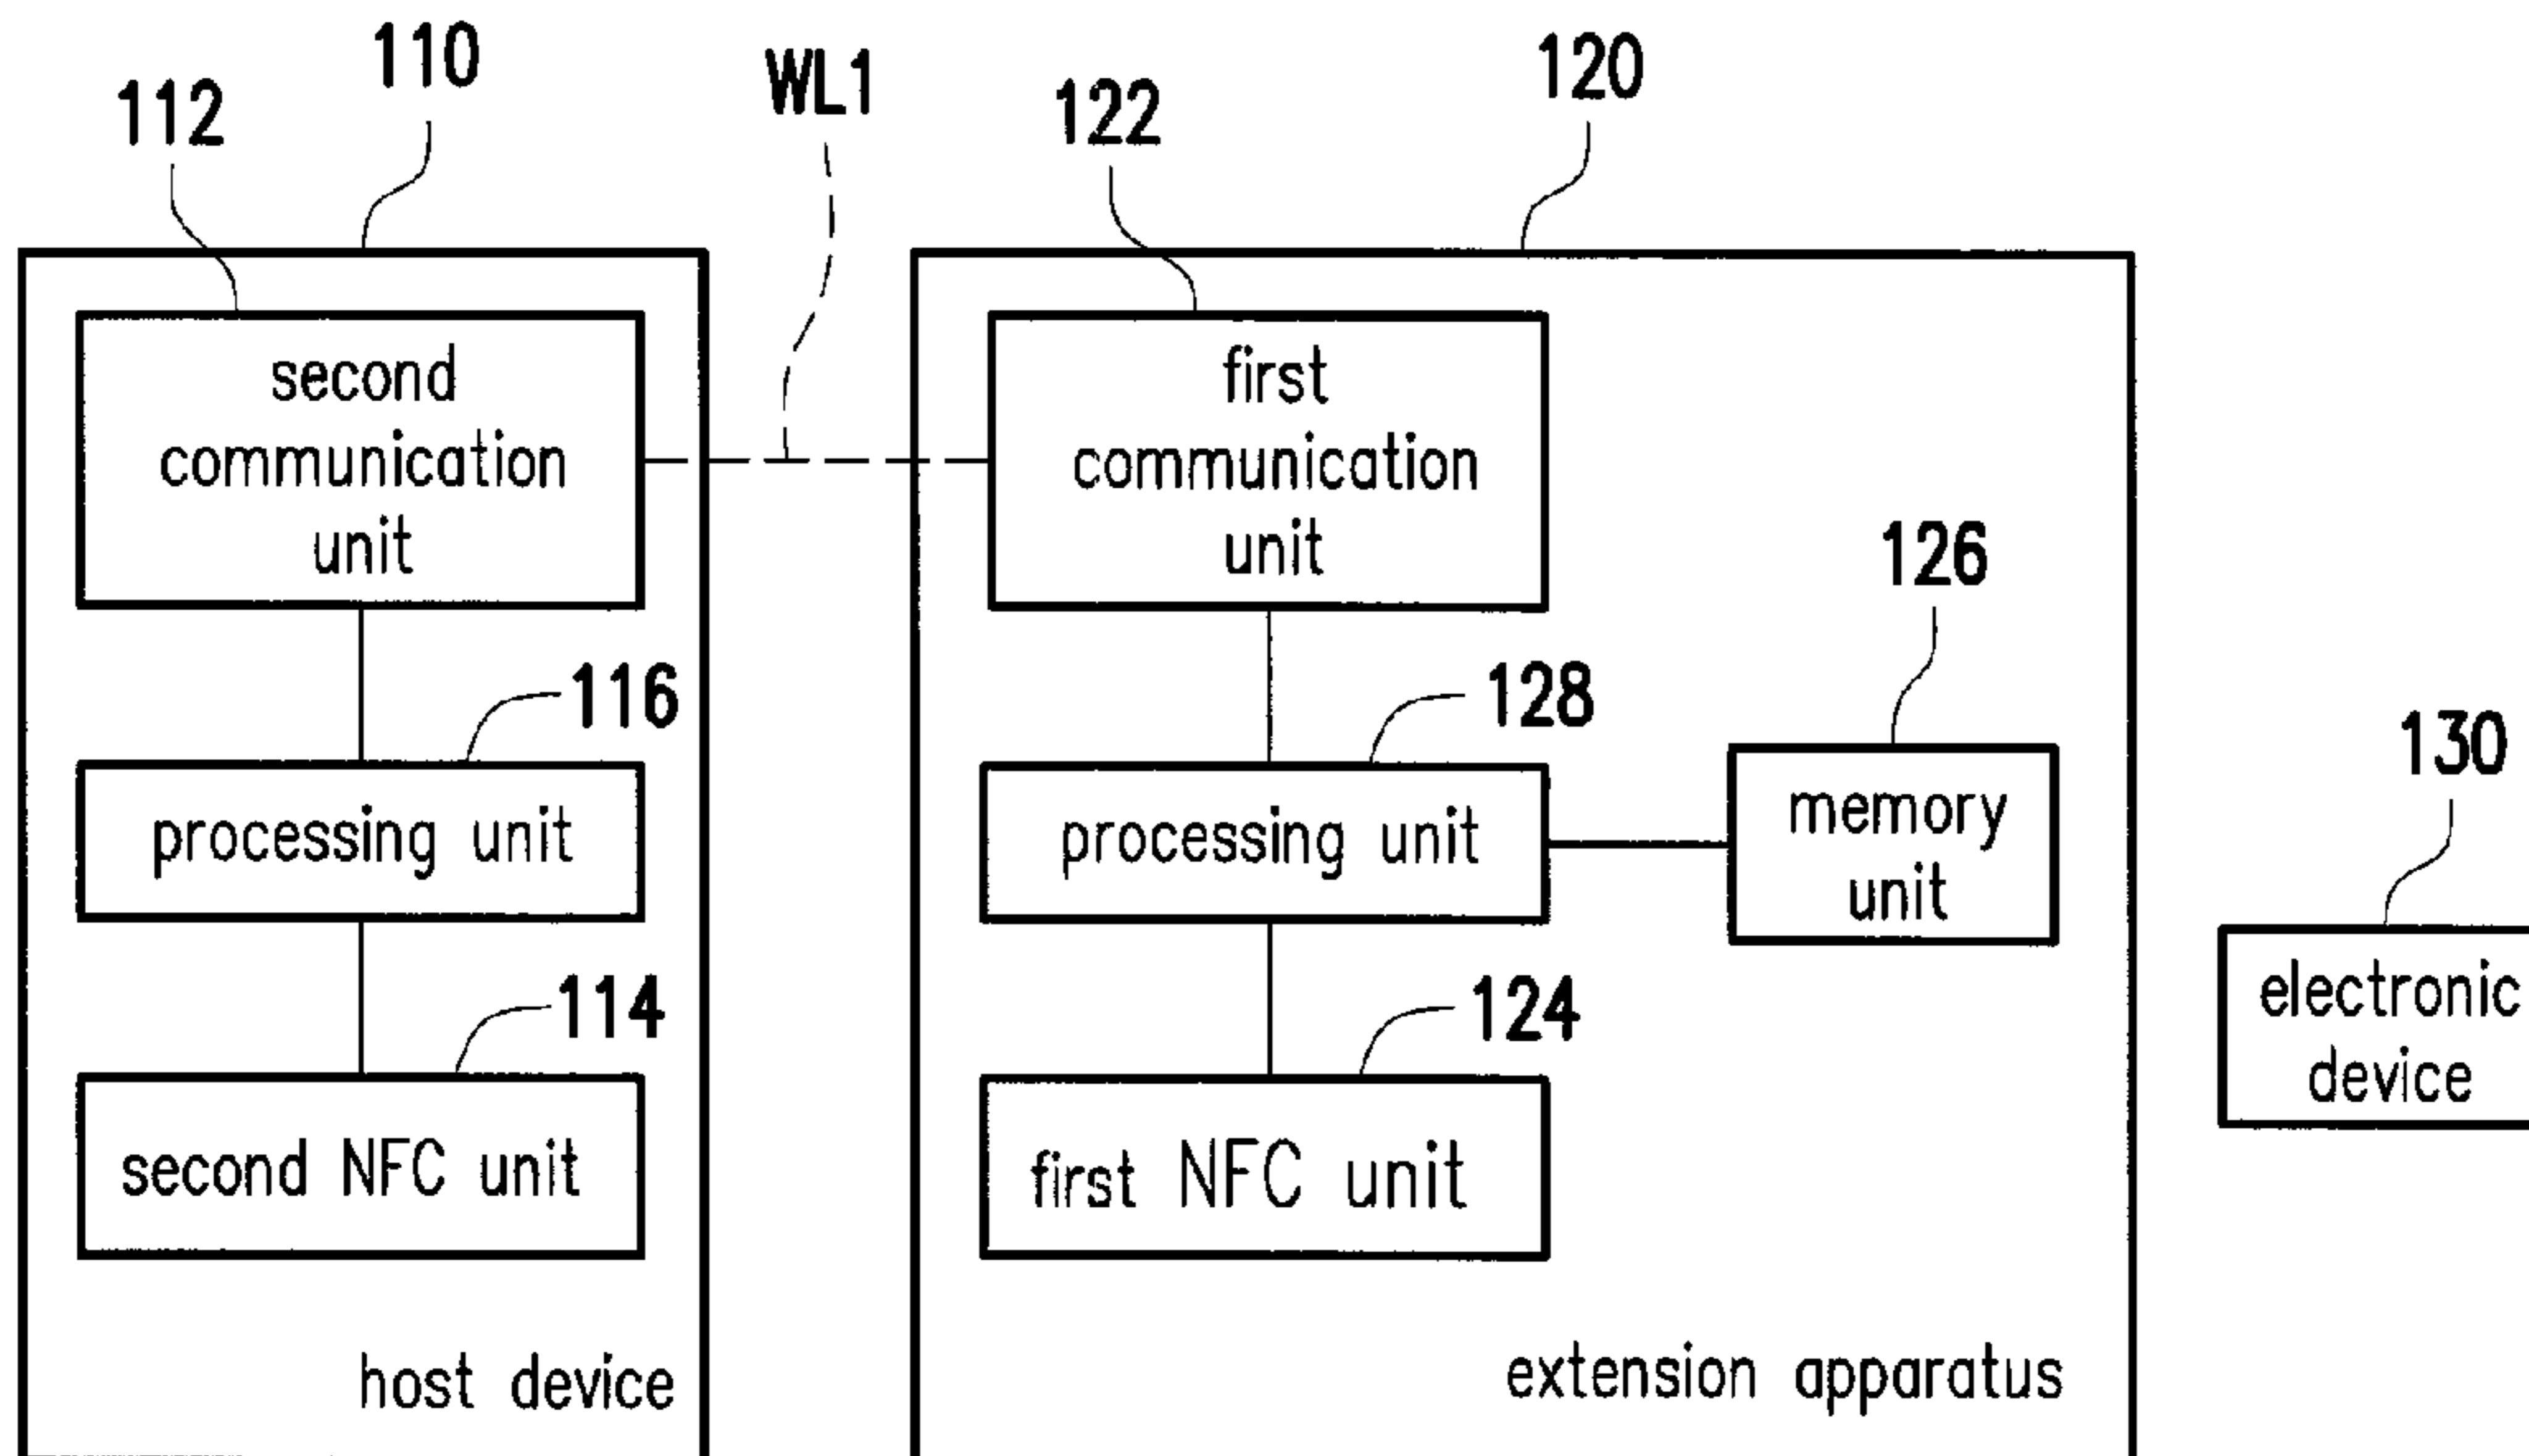 110
WL1
120
112
122
second
communication
unit
first
communication
unit
126
116
128
130
processing unit
processing unit
memory
unit
114
124
electronic
device
second NFC unit
first NFC unit
host device
extension apparatus